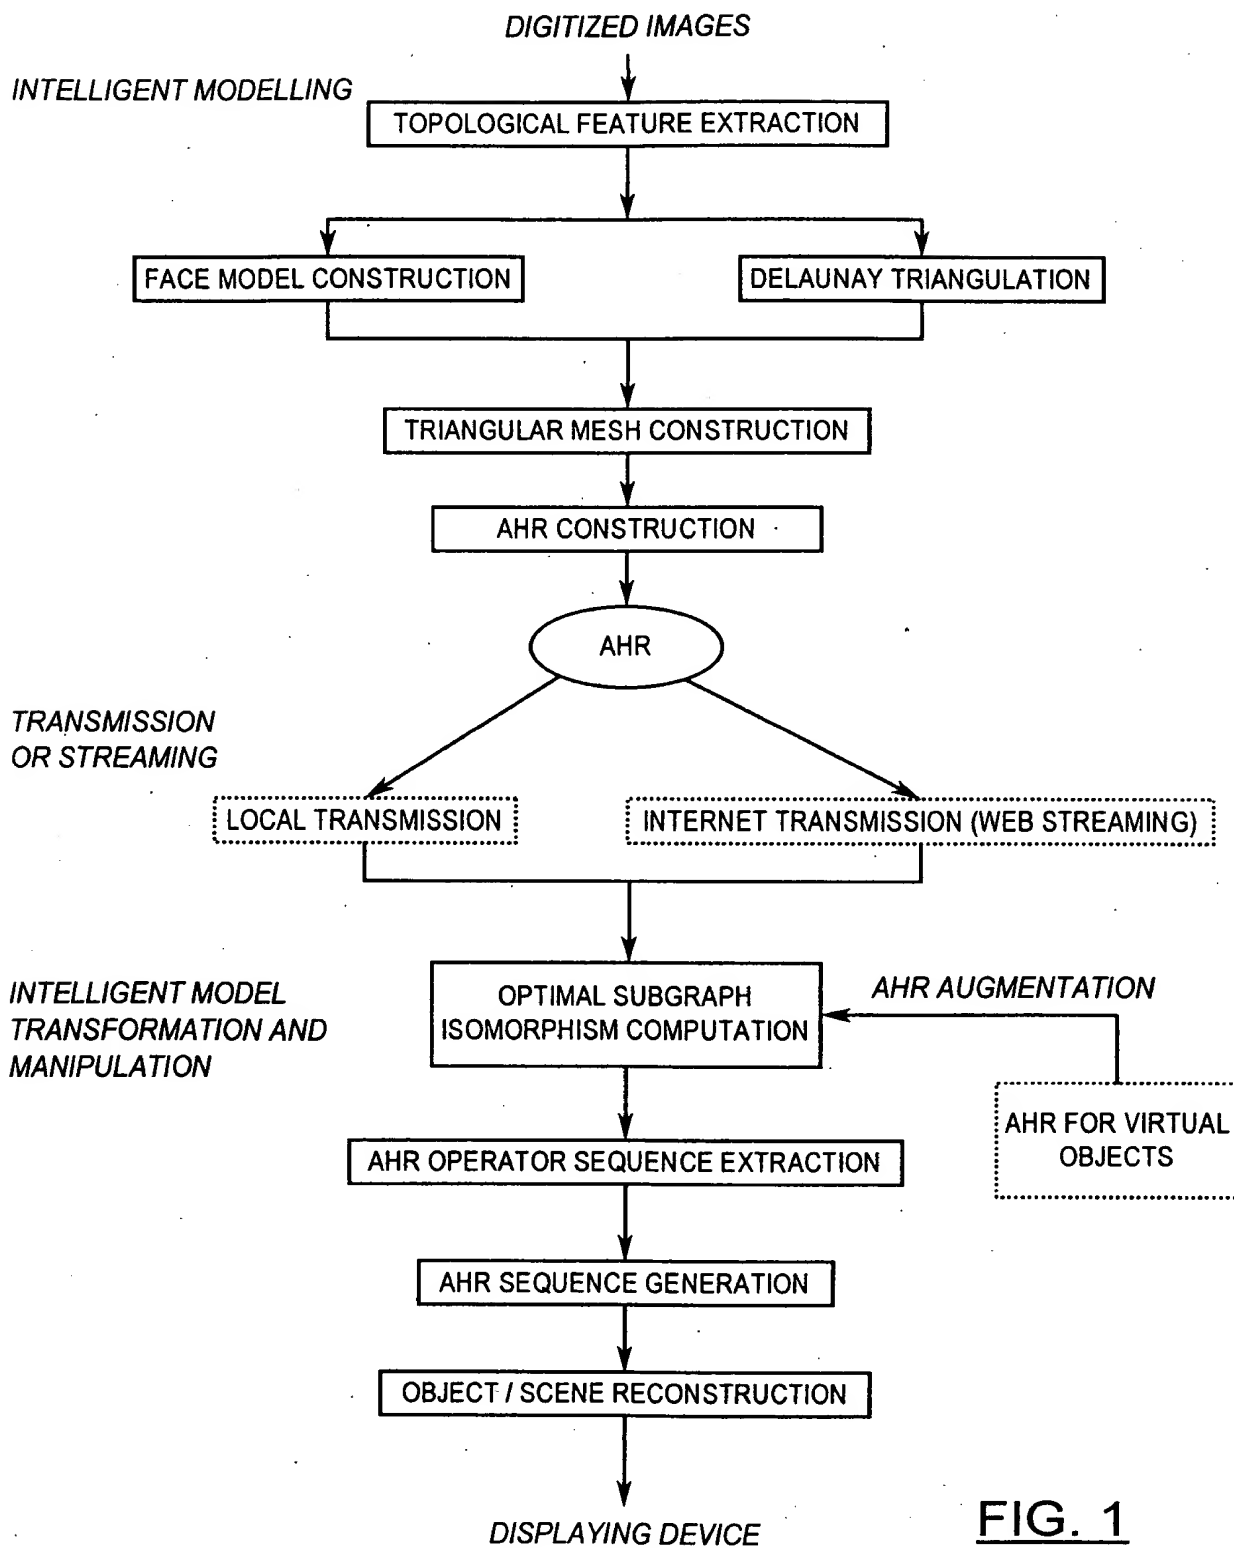 DIGITIZED IMAGES
INTELLIGENT MODELLING
TOPOLOGICAL FEATURE EXTRACTION
FACE MODEL CONSTRUCTION
DELAUNAY TRIANGULATION
TRIANGULAR MESH CONSTRUCTION
AHR CONSTRUCTION
AHR
TRANSMISSION
OR STREAMING
LOCAL TRANSMISSION
INTERNET TRANSMISSION (WEB STREAMING)
INTELLIGENT MODEL
TRANSFORMATION AND
MANIPULATION
OPTIMAL SUBGRAPH
ISOMORPHISM COMPUTATION
AHR AUGMENTATION
AHR FOR VIRTUAL
OBJECTS
AHR OPERATOR SEQUENCE EXTRACTION
AHR SEQUENCE GENERATION
OBJECT / SCENE RECONSTRUCTION
DISPLAYING DEVICE
FIG. 1